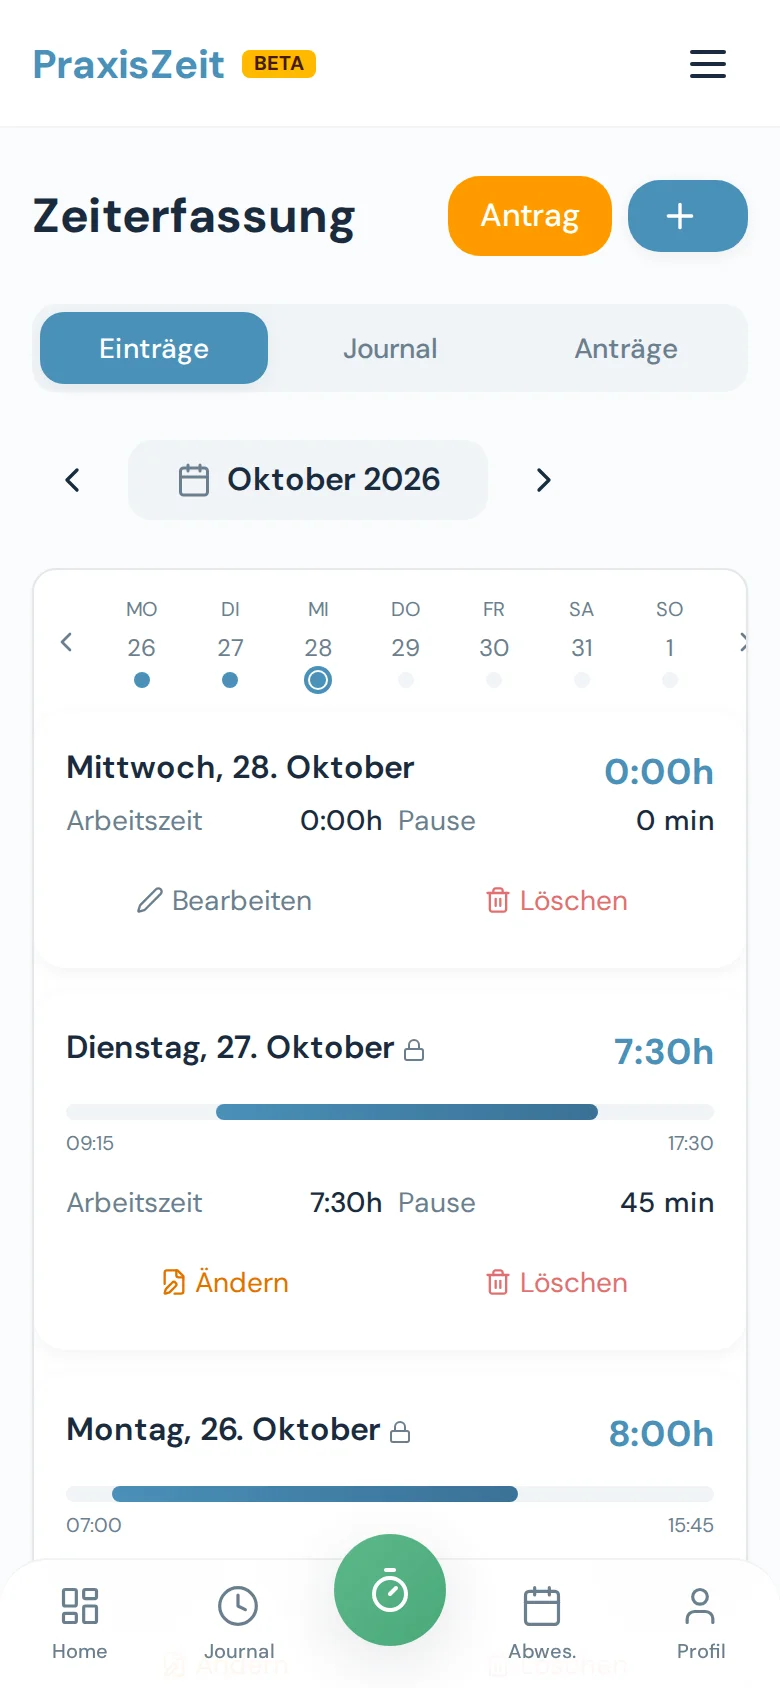 PraxisZeit BETA
Zeiterfassung Antrag
Einträge Journal Anträge
Oktober 2026
MO DI MI DO FR SA SO
26 27 28 29 30 31 1
Mittwoch, 28. Oktober 0:00h
Arbeitszeit 0:00h Pause 0 min
Bearbeiten Löschen
Dienstag, 27. Oktober 7:30h
09:15 17:30
Arbeitszeit 7:30h Pause 45 min
Ändern Löschen
Montag, 26. Oktober 8:00h
07:00 15:45
Home Journal Abwes. Profil
Ändern Löschen